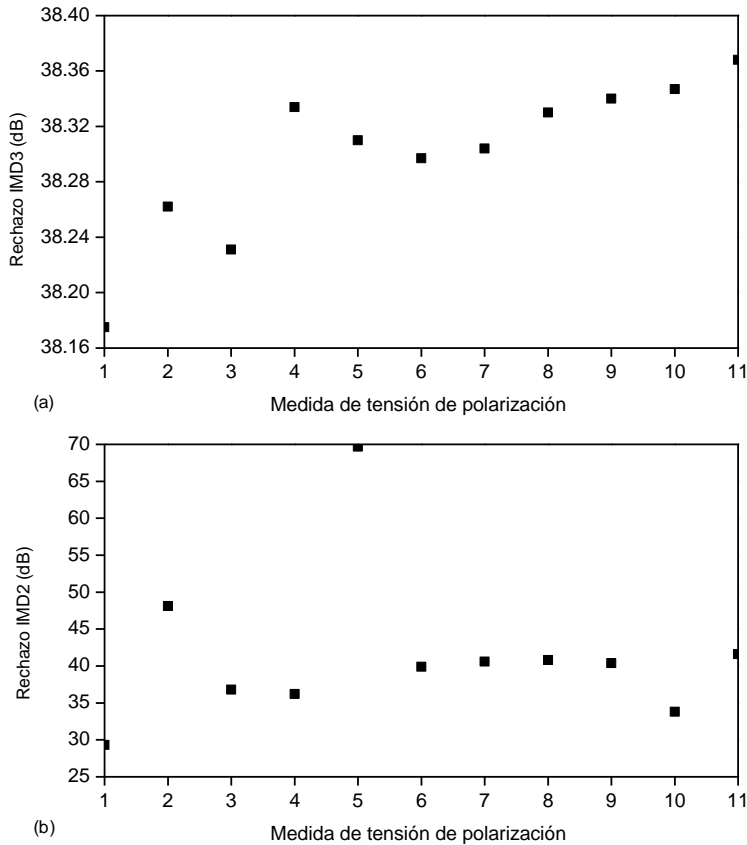 38.40
38.36
38.32
38.28
38.24
38.20
38.16
Rechazo IMD3 (dB)
1 2 3 4 5 6 7 8 9 10 11
(a)
Medida de tensión de polarización
70
65
60
55
50
45
40
35
30
25
Rechazo IMD2 (dB)
1 2 3 4 5 6 7 8 9 10 11
(b)
Medida de tensión de polarización